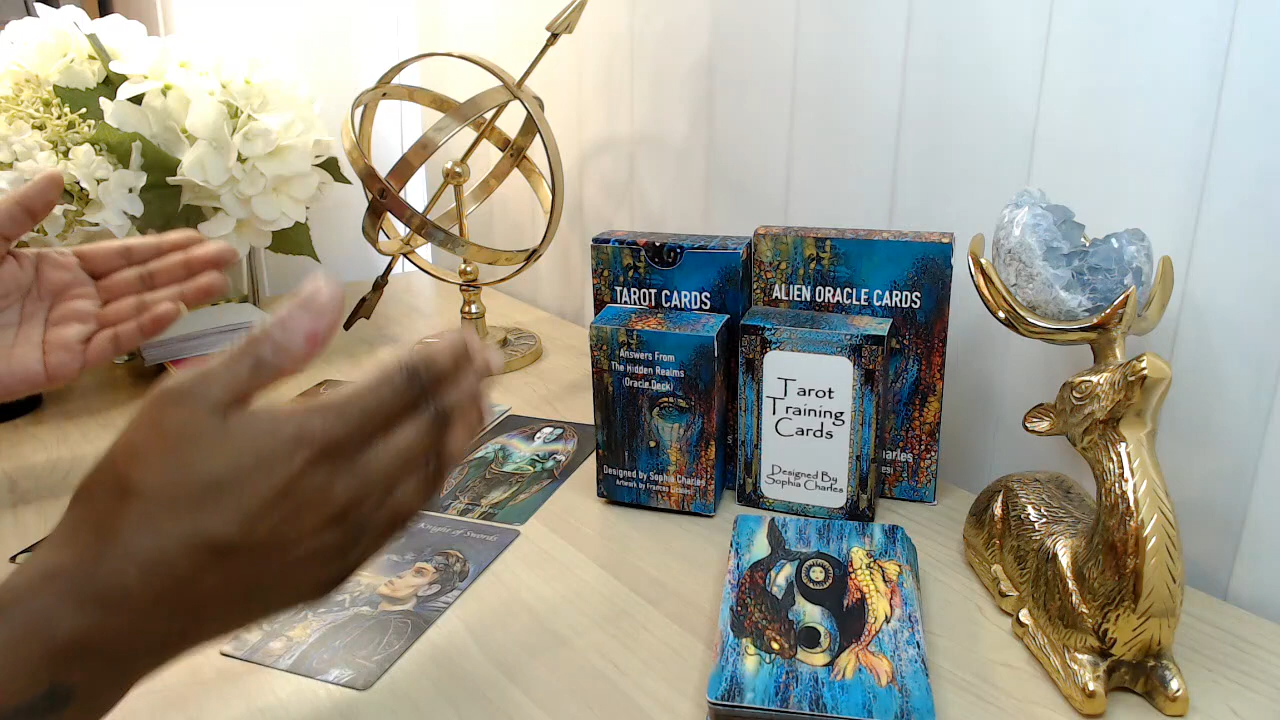 TAROT CARDS
ALIEN ORACLE CARDS
Answers From
The Hidden Realms
(Oracle Deck)
Designed by Sophia Charles
Tarot
Training
Cards
Designed By
Sophia Charles
Knight of Swords